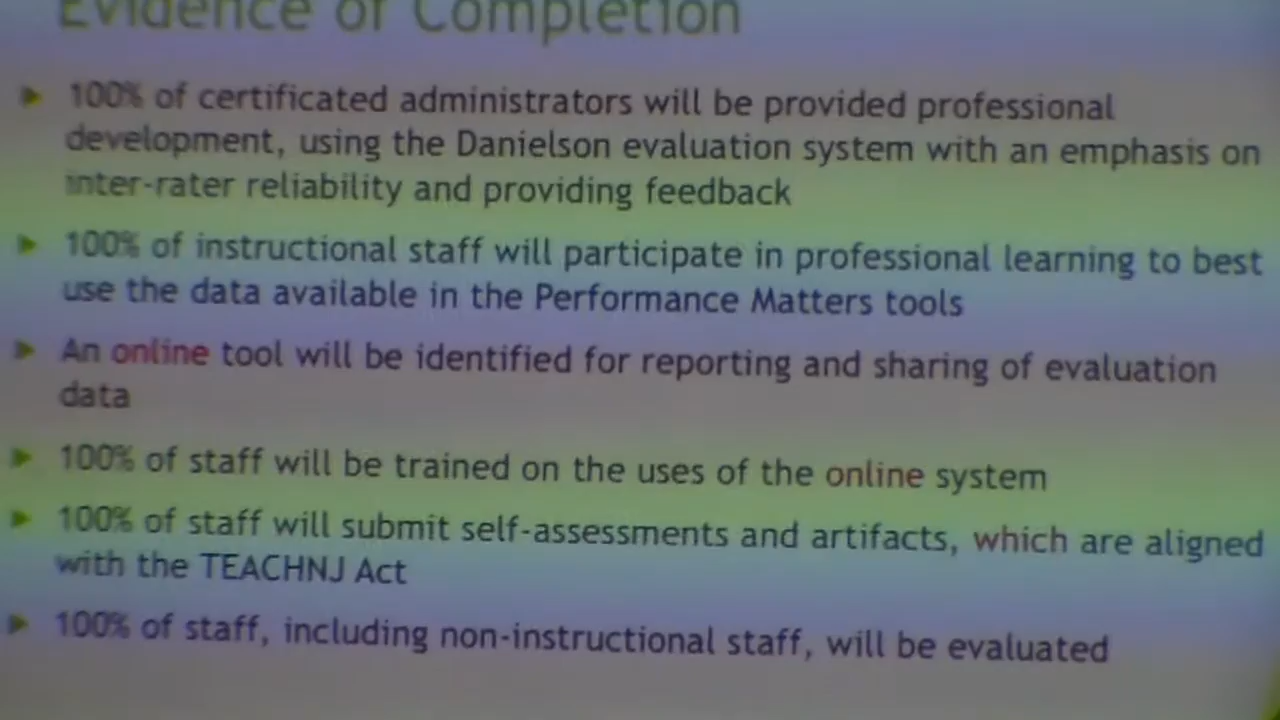 Evidence of Completion
100% of certificated administrators will be provided professional
development, using the Danielson evaluation system with an emphasis on
inter-rater reliability and providing feedback
100% of instructional staff will participate in professional learning to best
use the data available in the Performance Matters tools
An online tool will be identified for reporting and sharing of evaluation
data
100% of staff will be trained on the uses of the online system
100% of staff will submit self-assessments and artifacts, which are aligned
with the TEACHNJ Act
100% of staff, including non-instructional staff, will be evaluated